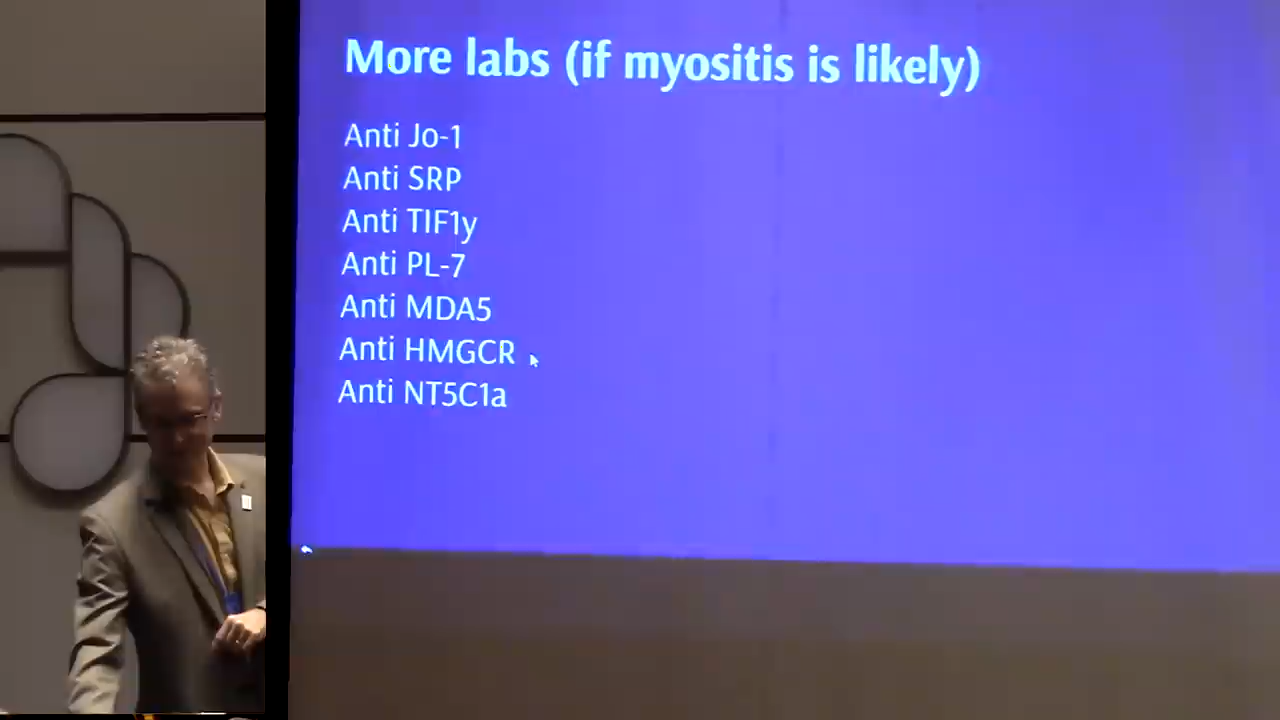 More labs (if myositis is likely)
Anti Jo-1
Anti SRP
Anti TIF1y
Anti PL-7
Anti MDA5
Anti HMGCR
Anti NT5C1a